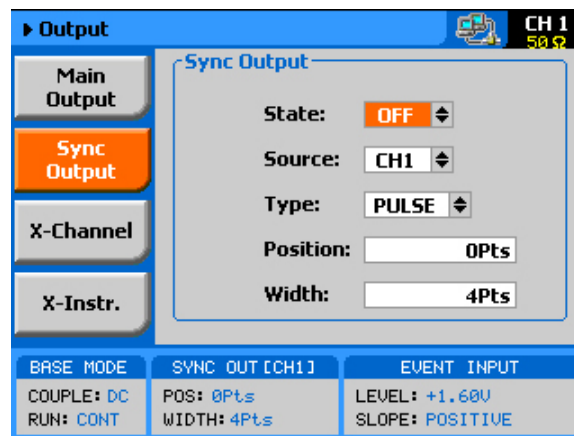 Output
CH 1
50 Ω
Main
Output
Sync
Output
X-Channel
X-Instr.
Sync Output
State: OFF
Source: CH1
Type: PULSE
Position: 0Pts
Width: 4Pts
BASE MODE
COUPLE: DC
RUN: CONT
SYNC OUT [CH1]
POS: 0Pts
WIDTH: 4Pts
EVENT INPUT
LEVEL: +1.60V
SLOPE: POSITIVE